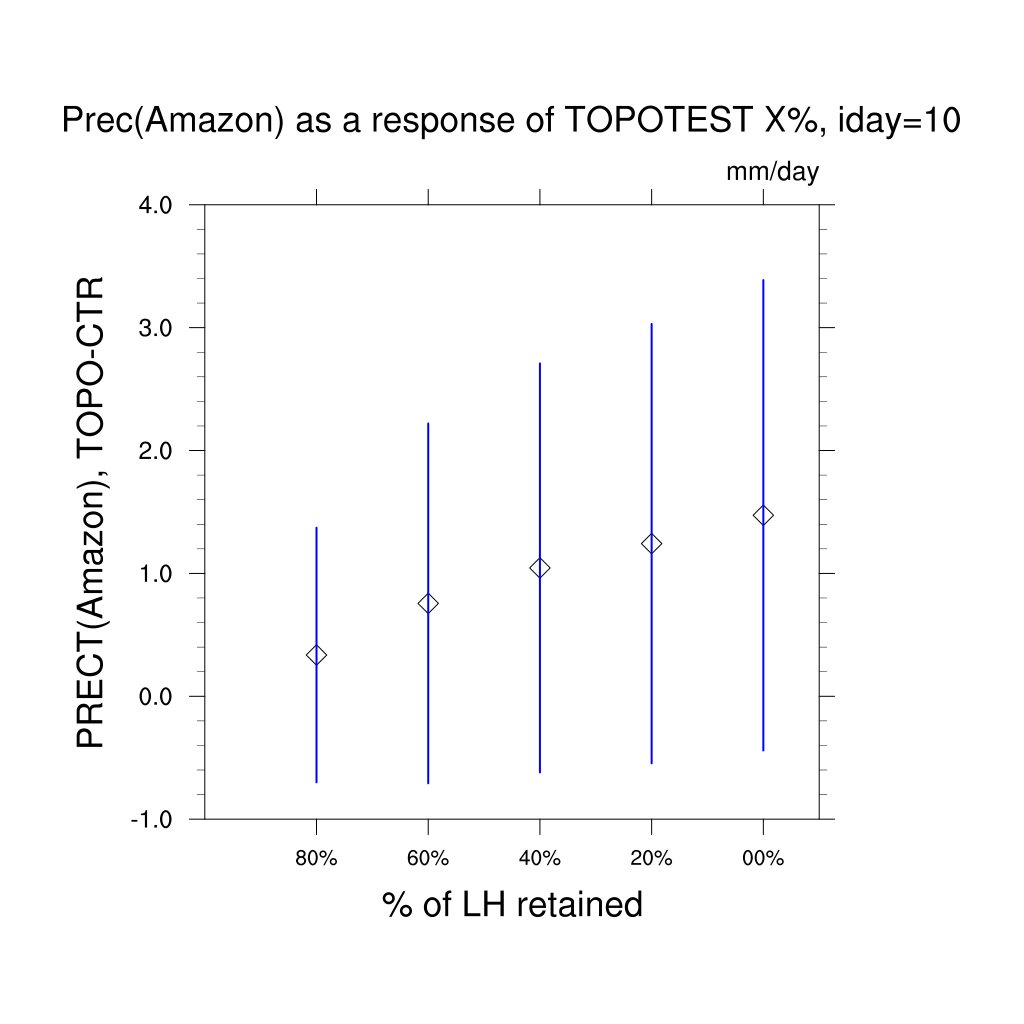 Prec(Amazon) as a response of TOPOTEST X%, iday=10
mm/day
PRECT(Amazon), TOPO-CTR
4.0
3.0
2.0
1.0
0.0
-1.0
80% 60% 40% 20% 00%
% of LH retained